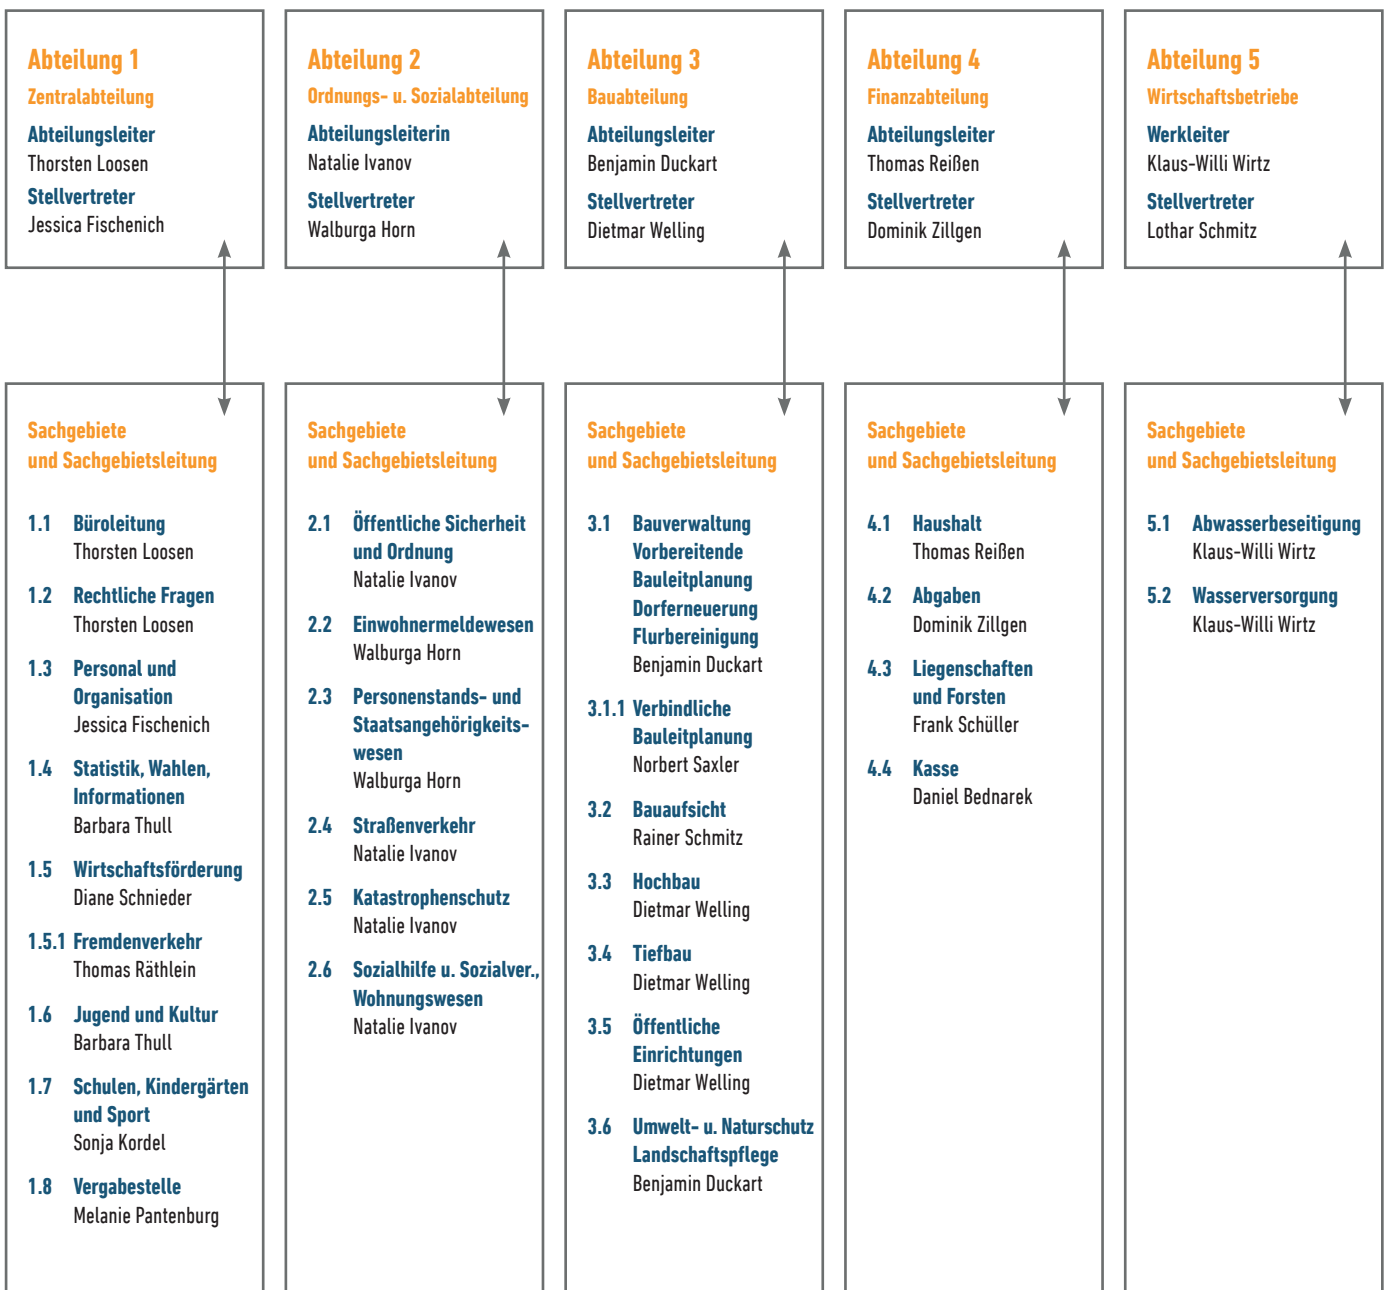 Abteilung 1
Zentralabteilung
Abteilungsleiter
Thorsten Loosen
Stellvertreter
Jessica Fischenich
Abteilung 2
Ordnungs- u. Sozialabteilung
Abteilungsleiterin
Natalie Ivanov
Stellvertreter
Walburga Horn
Abteilung 3
Bauabteilung
Abteilungsleiter
Benjamin Duckart
Stellvertreter
Dietmar Welling
Abteilung 4
Finanzabteilung
Abteilungsleiter
Thomas Reißen
Stellvertreter
Dominik Zillgen
Abteilung 5
Wirtschaftsbetriebe
Werkleiter
Klaus-Willi Wirtz
Stellvertreter
Lothar Schmitz
Sachgebiete
und Sachgebietsleitung
1.1 Büroleitung
Thorsten Loosen
1.2 Rechtliche Fragen
Thorsten Loosen
1.3 Personal und
Organisation
Jessica Fischenich
1.4 Statistik, Wahlen,
Informationen
Barbara Thull
1.5 Wirtschaftsförderung
Diane Schnieder
1.5.1 Fremdenverkehr
Thomas Räthlein
1.6 Jugend und Kultur
Barbara Thull
1.7 Schulen, Kindergärten
und Sport
Sonja Kordel
1.8 Vergabestelle
Melanie Pantenburg
Sachgebiete
und Sachgebietsleitung
2.1 Öffentliche Sicherheit
und Ordnung
Natalie Ivanov
2.2 Einwohnermeldewesen
Walburga Horn
2.3 Personenstands- und
Staatsangehörigkeits-
wesen
Walburga Horn
2.4 Straßenverkehr
Natalie Ivanov
2.5 Katastrophenschutz
Natalie Ivanov
2.6 Sozialhilfe u. Sozialver.,
Wohnungswesen
Natalie Ivanov
Sachgebiete
und Sachgebietsleitung
3.1 Bauverwaltung
Vorbereitende
Bauleitplanung
Dorferneuerung
Flurbereinigung
Benjamin Duckart
3.1.1 Verbindliche
Bauleitplanung
Norbert Saxler
3.2 Bauaufsicht
Rainer Schmitz
3.3 Hochbau
Dietmar Welling
3.4 Tiefbau
Dietmar Welling
3.5 Öffentliche
Einrichtungen
Dietmar Welling
3.6 Umwelt- u. Naturschutz
Landschaftspflege
Benjamin Duckart
Sachgebiete
und Sachgebietsleitung
4.1 Haushalt
Thomas Reißen
4.2 Abgaben
Dominik Zillgen
4.3 Liegenschaften
und Forsten
Frank Schüller
4.4 Kasse
Daniel Bednarek
Sachgebiete
und Sachgebietsleitung
5.1 Abwasserbeseitigung
Klaus-Willi Wirtz
5.2 Wasserversorgung
Klaus-Willi Wirtz